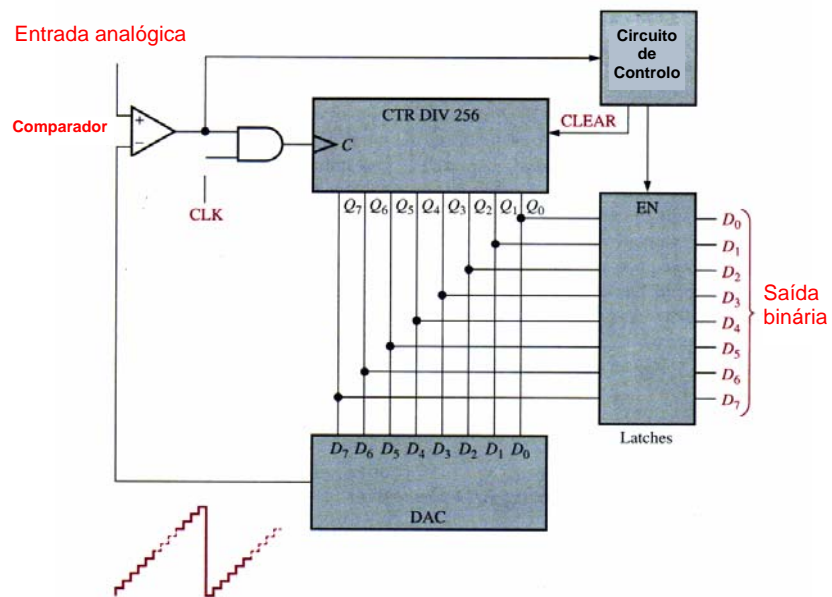 Entrada analógica
Circuito
de
Controlo
Comparador
+
−
CTR DIV 256
CLEAR
C
CLK
Q7 Q6 Q5 Q4 Q3 Q2 Q1 Q0
EN
D0
D1
D2
D3
D4
D5
D6
D7
Saída
binária
Latches
D7 D6 D5 D4 D3 D2 D1 D0
DAC